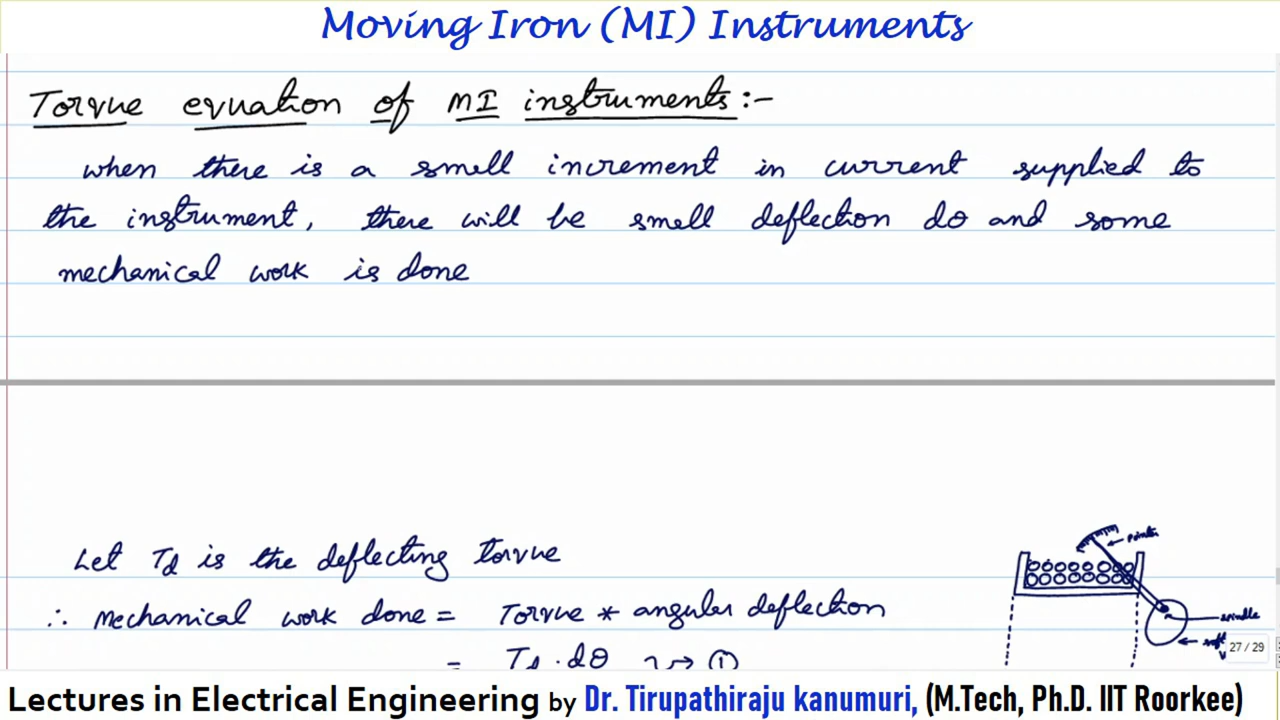 Moving Iron (MI) Instruments
Torque equation of MI instruments:-
when there is a small increment in current supplied to
the instrument, there will be small deflection dθ and some
mechanical work is done
Let Td is the deflecting torque
pointer
∴ Mechanical work done = Torque * angular deflection
spindle
soft
27 / 29
= Td . dθ → ①
Lectures in Electrical Engineering by Dr. Tirupathiraju kanumuri, (M.Tech, Ph.D. IIT Roorkee)